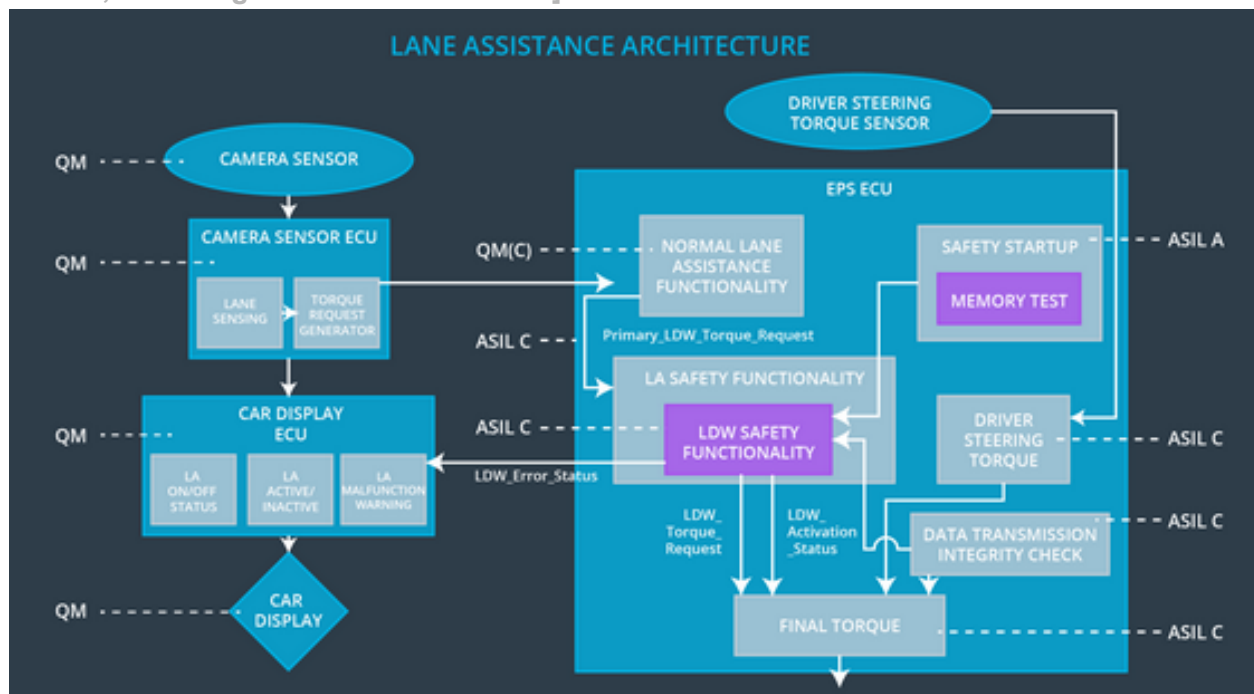 LANE ASSISTANCE ARCHITECTURE
DRIVER STEERING
TORQUE SENSOR
QM
CAMERA SENSOR
EPS ECU
CAMERA SENSOR ECU
QM
LANE
SENSING
TORQUE
REQUEST
GENERATOR
QM(C)
NORMAL LANE
ASSISTANCE
FUNCTIONALITY
SAFETY STARTUP
MEMORY TEST
ASIL A
ASIL C
Primary_LDW_Torque_Request
LA SAFETY FUNCTIONALITY
CAR DISPLAY
ECU
QM
LA
ON/OFF
STATUS
LA
ACTIVE/
INACTIVE
LA
MALFUNCTION
WARNING
ASIL C
LDW SAFETY
FUNCTIONALITY
LDW_Error_Status
DRIVER
STEERING
TORQUE
ASIL C
LDW_
Torque_
Request
LDW_
Activation
_Status
DATA TRANSMISSION
INTEGRITY CHECK
ASIL C
QM
CAR
DISPLAY
FINAL TORQUE
ASIL C